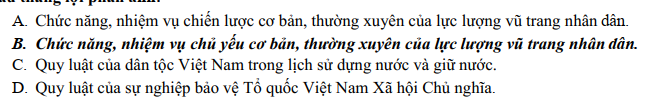 A. Chức năng, nhiệm vụ chiến lược cơ bản, thường xuyên của lực lượng vũ trang nhân dân.
B. Chức năng, nhiệm vụ chủ yếu cơ bản, thường xuyên của lực lượng vũ trang nhân dân.
C. Quy luật của dân tộc Việt Nam trong lịch sử dựng nước và giữ nước.
D. Quy luật của sự nghiệp bảo vệ Tổ quốc Việt Nam Xã hội Chủ nghĩa.